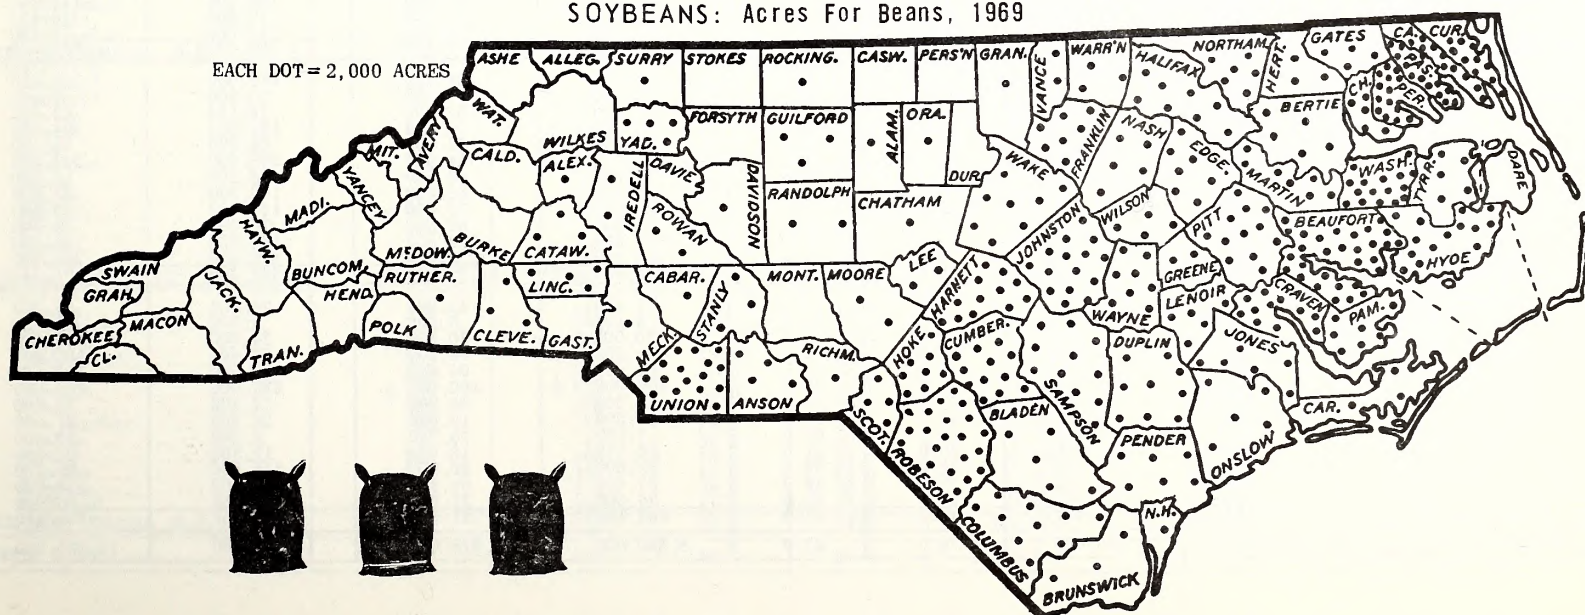 SOYBEANS: Acres For Beans, 1969
EACH DOT = 2,000 ACRES
ASHE
ALLEG.
SURRY
STOKES
ROCKING.
CASW.
PERS'N
GRAN.
VANCE
WARR'N
HALIFAX
NORTHAM.
HERT.
GATES
CA.
CUR.
PAS.
PER.
CH.
BERTIE
WAT.
WILKES
YAD.
FORSYTH
GUILFORD
ALAM.
ORA.
DUR.
FRANKLIN
NASH
EDGE.
MARTIN
WASH.
TYRR.
DARE
MIT.
AVERY
CALD.
ALEX.
IREDELL
DAVIE
DAVIDSON
RANDOLPH
CHATHAM
WAKE
YANCEY
MADI.
HAYW.
BUNCOM.
McDOW.
BURKE
CATAW.
ROWAN
JOHNSTON
WILSON
PITT
BEAUFORT
HYDE
SWAIN
GRAH.
JACK.
HEND.
RUTHER.
LINC.
CABAR.
MONT.
MOORE
LEE
HARNETT
GREENE
LENOIR
CRAVEN
PAM.
CHEROKEE
CL.
MACON
TRAN.
POLK
CLEVE.
GAST.
MECK.
STANLY
RICHM.
HOKE
CUMBER.
WAYNE
DUPLIN
JONES
UNION
ANSON
SCOT.
ROBESON
BLADEN
SAMPSON
PENDER
ONSLOW
CAR.
N.H.
COLUMBUS
BRUNSWICK